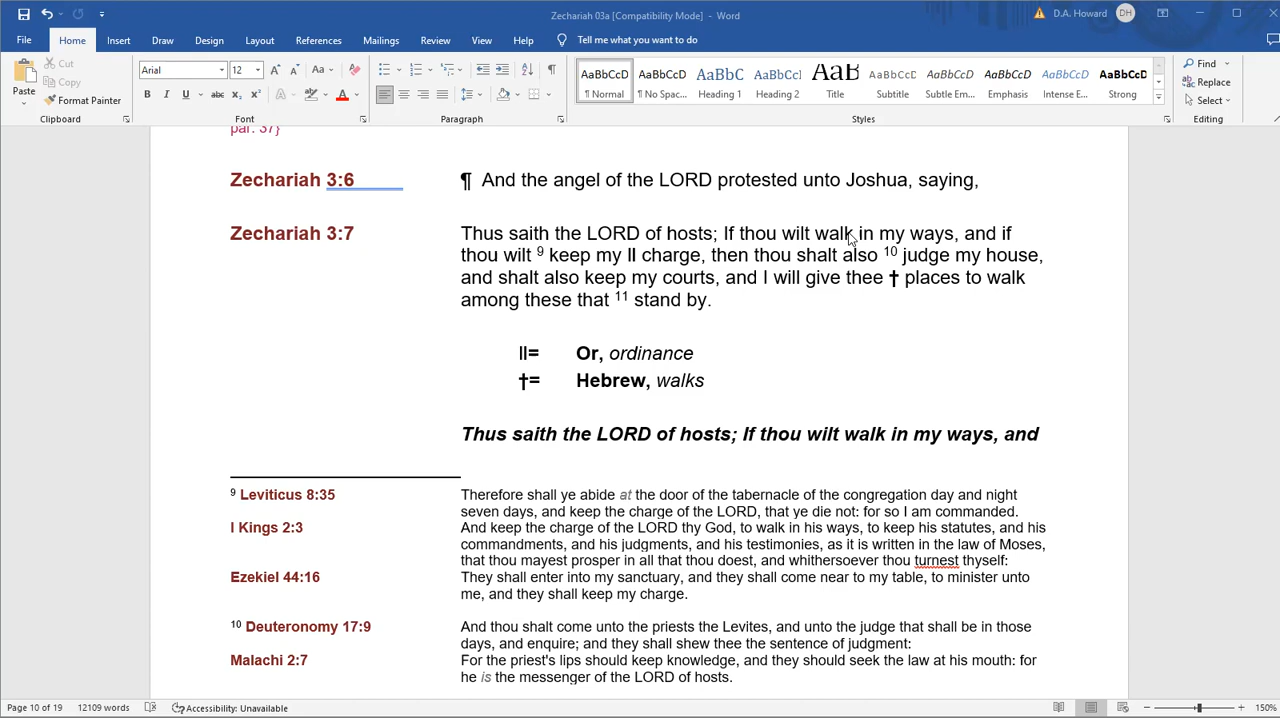 Zechariah 03a [Compatibility Mode] - Word
D.A. Howard DH
File Home Insert Draw Design Layout References Mailings Review View Help Tell me what you want to do
Paste Cut Copy Format Painter
Clipboard
Arial 12 Aa
B I U abc x₂ x² A A
Font
Paragraph
AaBbCcD ¶ Normal
AaBbCcD ¶ No Spac...
AaBbC Heading 1
AaBbCcC Heading 2
AaB Title
AaBbCcD Subtitle
AaBbCcD Subtle Em...
AaBbCcD Emphasis
AaBbCcD Intense E...
AaBbCcD Strong
Styles
Find
Replace
Select
Editing
par. 37}
Zechariah 3:6 ¶ And the angel of the LORD protested unto Joshua, saying,
Zechariah 3:7 Thus saith the LORD of hosts; If thou wilt walk in my ways, and if
thou wilt ⁹ keep my ǁ charge, then thou shalt also ¹⁰ judge my house,
and shalt also keep my courts, and I will give thee † places to walk
among these that ¹¹ stand by.
ǁ= Or, ordinance
†= Hebrew, walks
Thus saith the LORD of hosts; If thou wilt walk in my ways, and
⁹ Leviticus 8:35 Therefore shall ye abide at the door of the tabernacle of the congregation day and night
seven days, and keep the charge of the LORD, that ye die not: for so I am commanded.
I Kings 2:3 And keep the charge of the LORD thy God, to walk in his ways, to keep his statutes, and his
commandments, and his judgments, and his testimonies, as it is written in the law of Moses,
that thou mayest prosper in all that thou doest, and whithersoever thou turnest thyself:
Ezekiel 44:16 They shall enter into my sanctuary, and they shall come near to my table, to minister unto
me, and they shall keep my charge.
¹⁰ Deuteronomy 17:9 And thou shalt come unto the priests the Levites, and unto the judge that shall be in those
days, and enquire; and they shall shew thee the sentence of judgment:
Malachi 2:7 For the priest's lips should keep knowledge, and they should seek the law at his mouth: for
he is the messenger of the LORD of hosts.
Page 10 of 19 12109 words Accessibility: Unavailable 150%